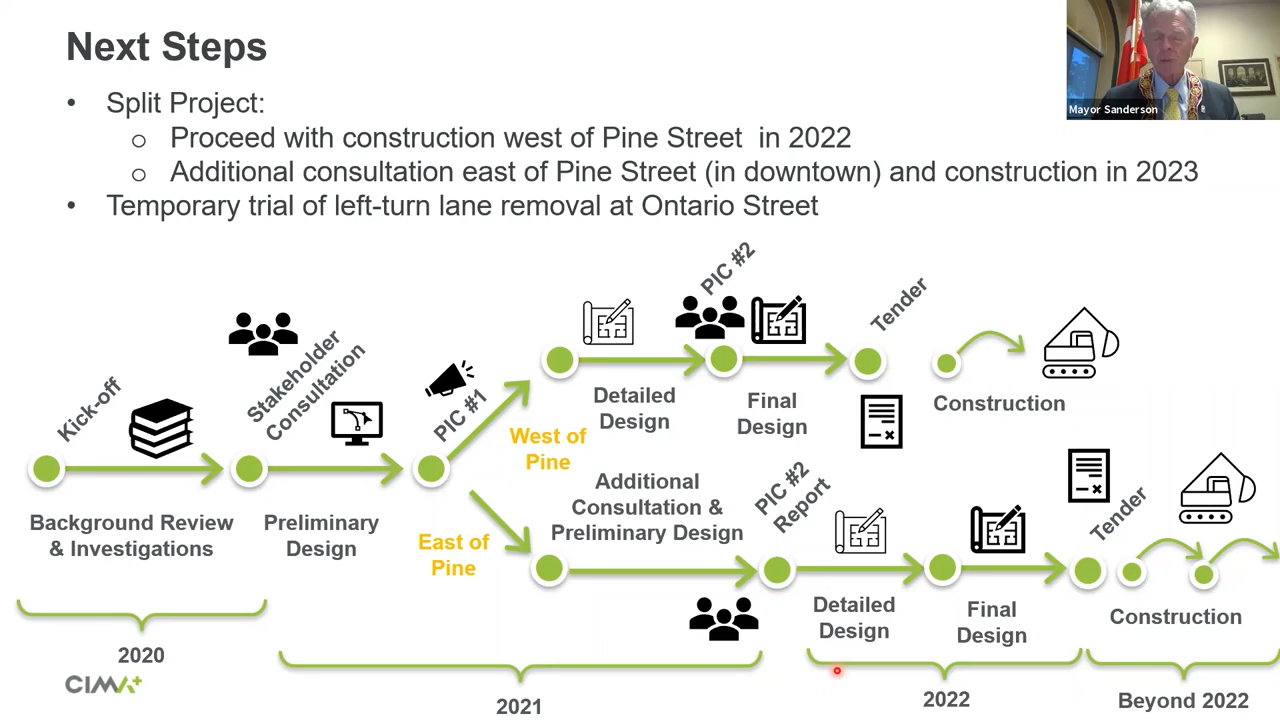 Next Steps
Mayor Sanderson
• Split Project:
o Proceed with construction west of Pine Street in 2022
o Additional consultation east of Pine Street (in downtown) and construction in 2023
• Temporary trial of left-turn lane removal at Ontario Street
Kick-off
Stakeholder
Consultation
PIC #1
PIC #2
Tender
Detailed
Design
Final
Design
Construction
West of
Pine
East of
Pine
Background Review
& Investigations
Preliminary
Design
Additional
Consultation &
Preliminary Design
PIC #2
Report
Tender
Detailed
Design
Final
Design
Construction
2020
2021
2022
Beyond 2022
CIMA+